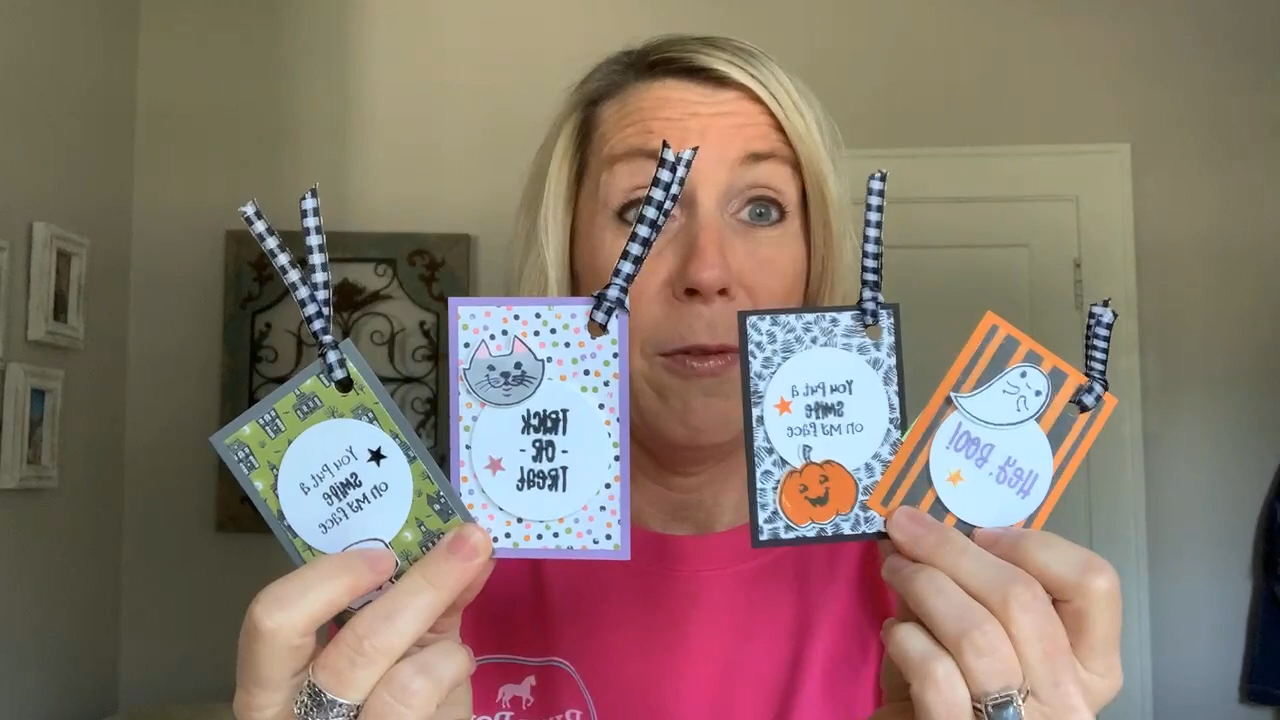 You Put a
Smile
on my Face
Trick
- OR -
Treat
You Put a
Smile
on my Face
Hey, Boo!